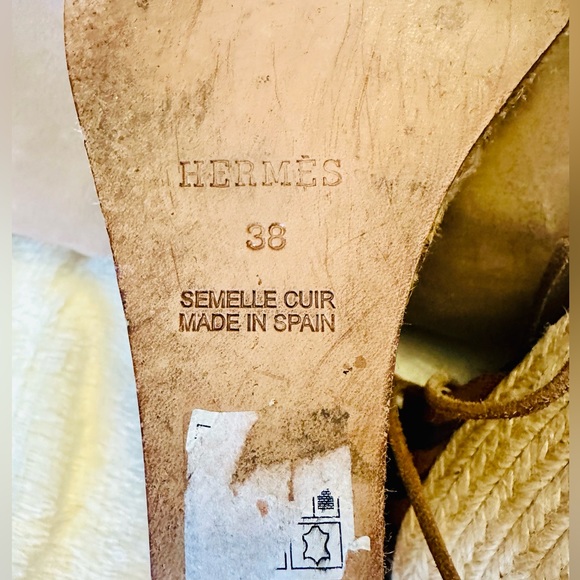 HERMÈS
38
SEMELLE CUIR
MADE IN SPAIN